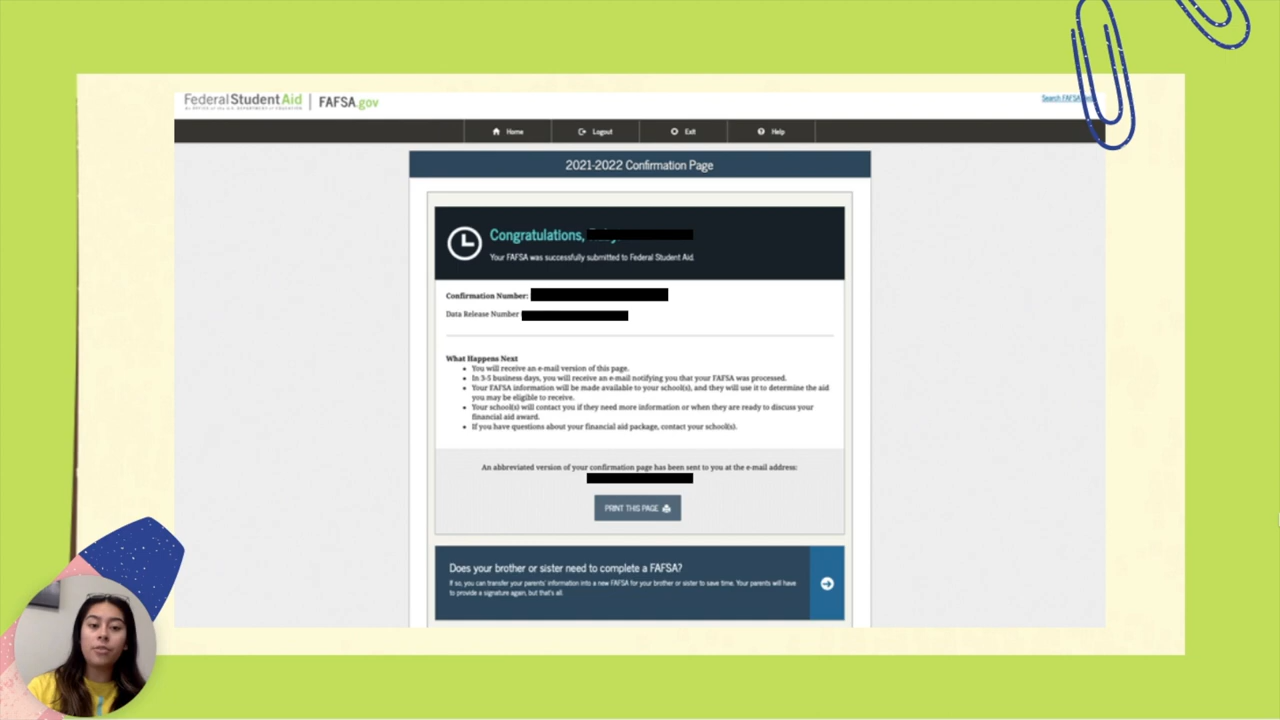 Federal Student Aid | FAFSA.gov
Search FAFSA
Home Logout Exit Help
2021-2022 Confirmation Page
Congratulations,
Your FAFSA was successfully submitted to Federal Student Aid.
Confirmation Number:
Data Release Number
What Happens Next
• You will receive an e-mail version of this page.
• In 3-5 business days, you will receive an e-mail notifying you that your FAFSA was processed.
• Your FAFSA information will be made available to your school(s), and they will use it to determine the aid
you may be eligible to receive.
• Your school(s) will contact you if they need more information or when they are ready to discuss your
financial aid award.
• If you have questions about your financial aid package, contact your school(s).
An abbreviated version of your confirmation page has been sent to you at the e-mail address:
PRINT THIS PAGE
Does your brother or sister need to complete a FAFSA?
If so, you can transfer your parents' information into a new FAFSA for your brother or sister to save time. Your parents will have
to provide a signature again, but that's all.